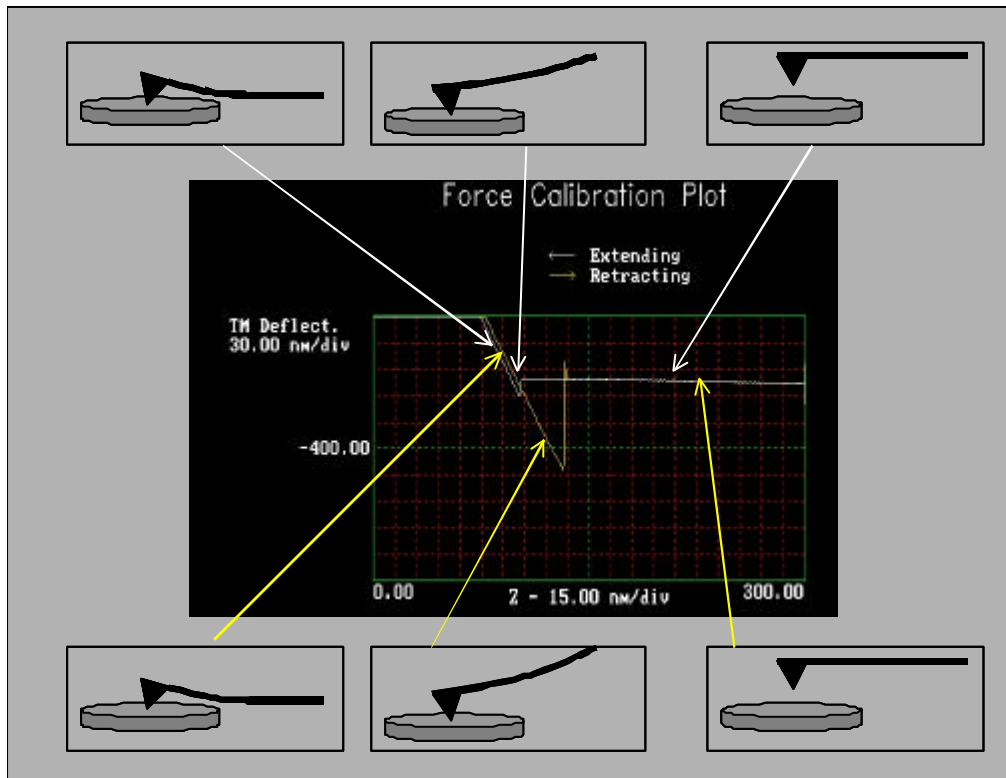 Force Calibration Plot
Extending
Retracting
TM Deflect.
30.00 nm/div
-400.00
0.00
Z - 15.00 nm/div
300.00